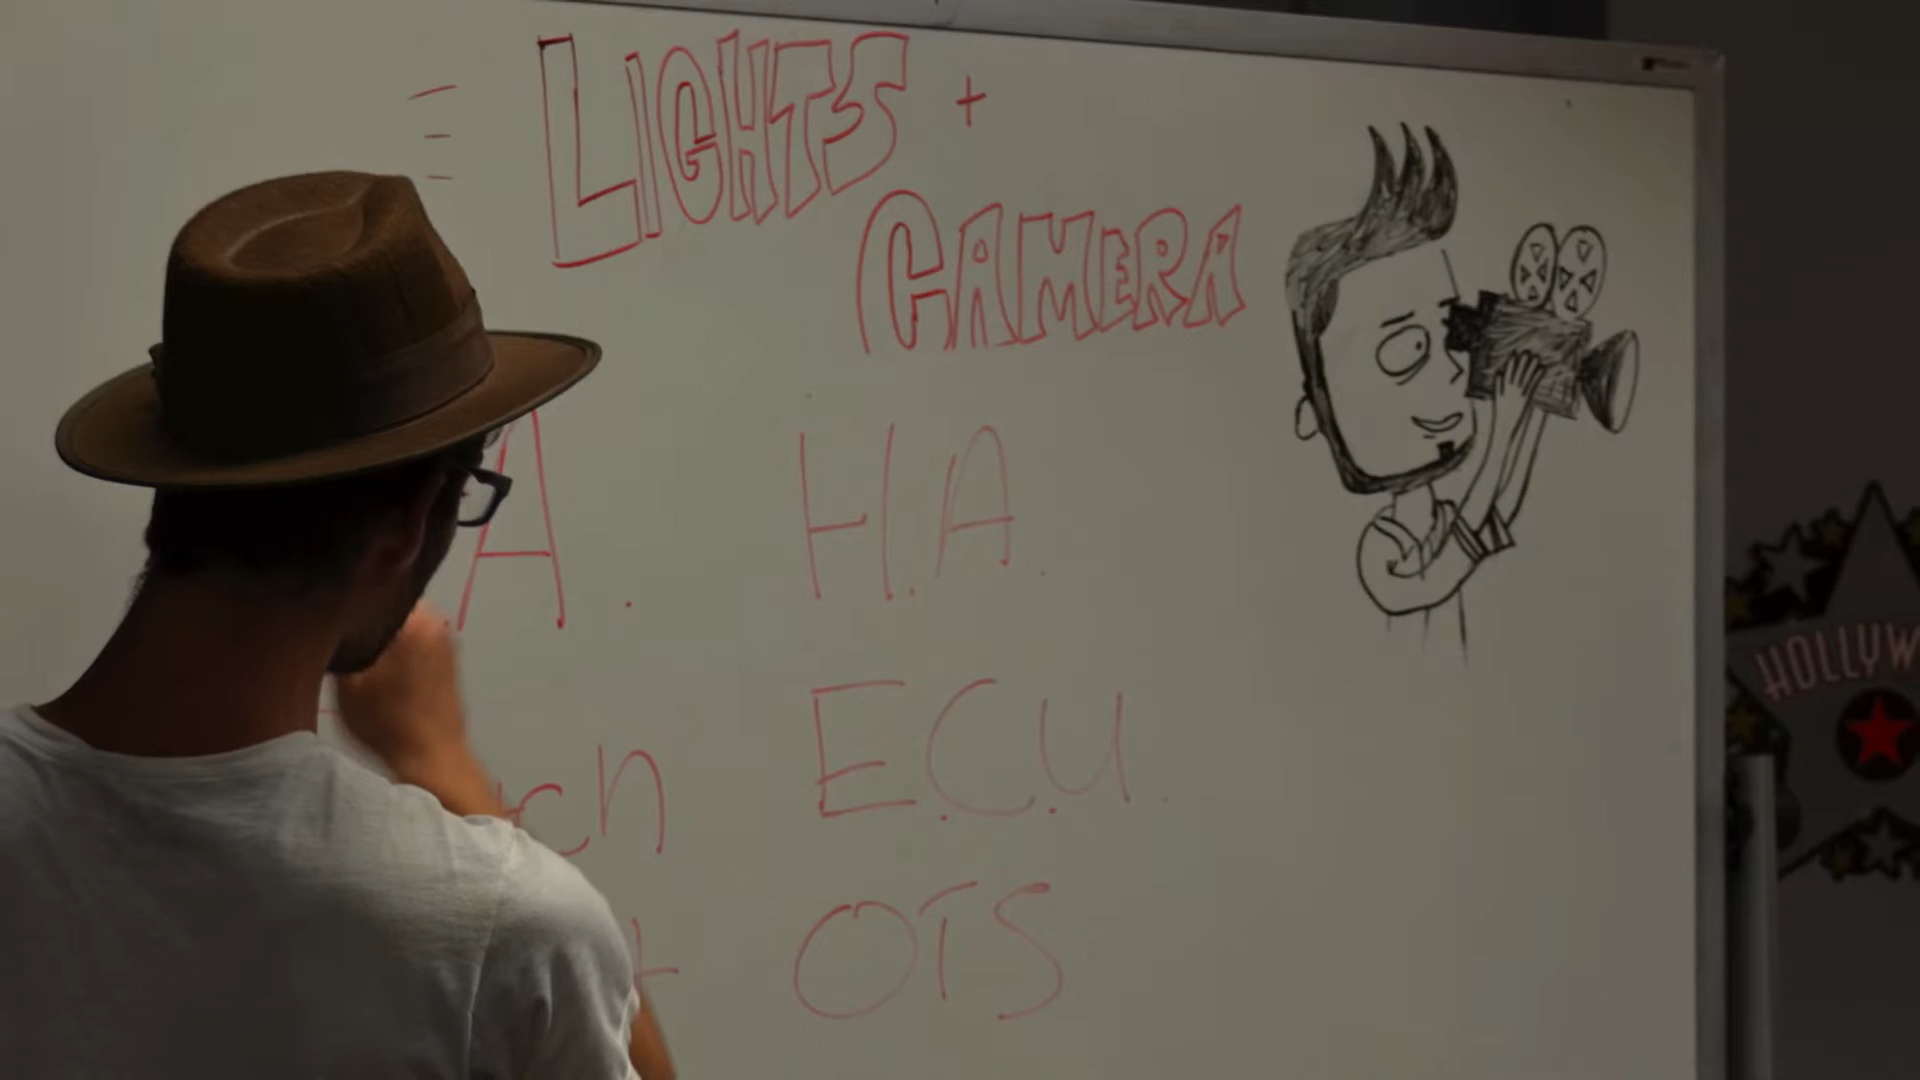 LIGHTS +
CAMERA
A. H.A.
E.C.U.
OTS
HOLLYW